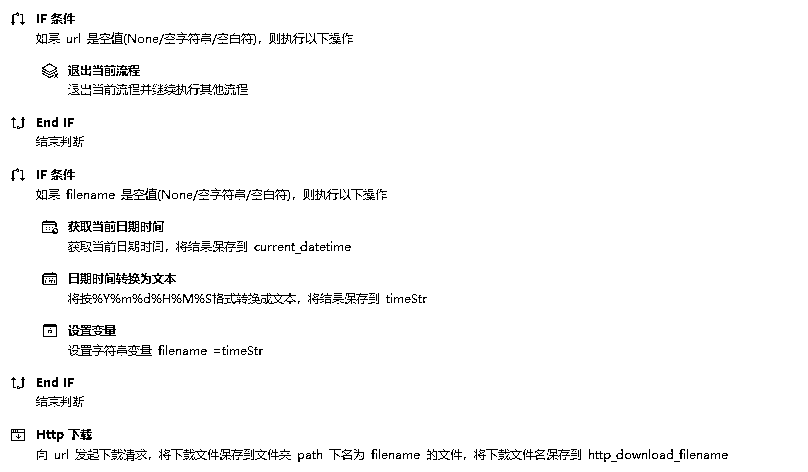 IF 条件
如果 url 是空值(None/空字符串/空白符)，则执行以下操作
退出当前流程
退出当前流程并继续执行其他流程
End IF
结束判断
IF 条件
如果 filename 是空值(None/空字符串/空白符)，则执行以下操作
获取当前日期时间
获取当前日期时间，将结果保存到 current_datetime
日期时间转换为文本
将按%Y%m%d%H%M%S格式转换成文本，将结果保存到 timeStr
设置变量
设置字符串变量 filename =timeStr
End IF
结束判断
Http 下载
向 url 发起下载请求，将下载文件保存到文件夹 path 下名为 filename 的文件，将下载文件名保存到 http_download_filename